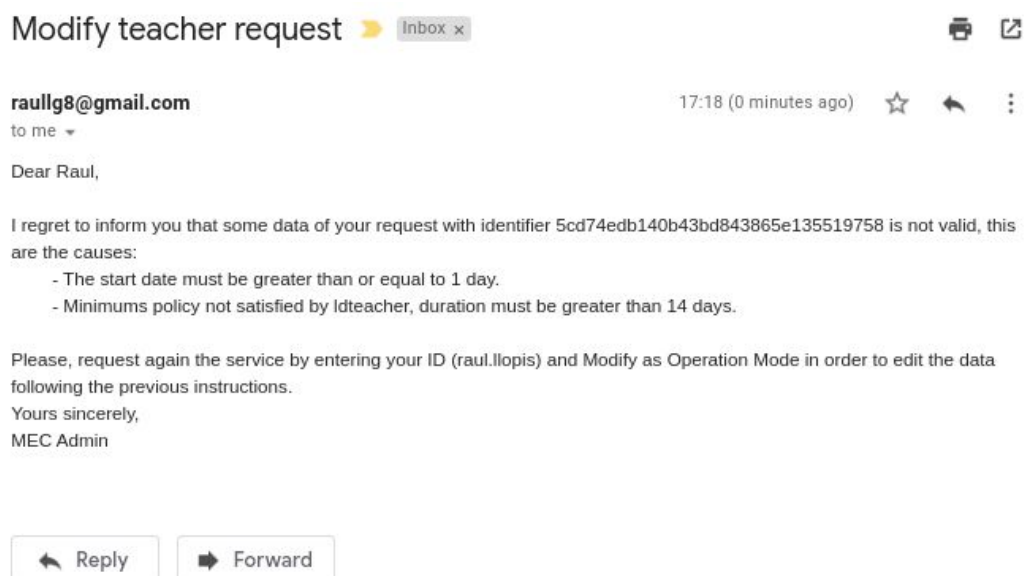 Modify teacher request Inbox x
raullg8@gmail.com 17:18 (0 minutes ago)
to me
Dear Raul,
I regret to inform you that some data of your request with identifier 5cd74edb140b43bd843865e135519758 is not valid, this
are the causes:
- The start date must be greater than or equal to 1 day.
- Minimums policy not satisfied by ldteacher, duration must be greater than 14 days.
Please, request again the service by entering your ID (raul.llopis) and Modify as Operation Mode in order to edit the data
following the previous instructions.
Yours sincerely,
MEC Admin
Reply Forward